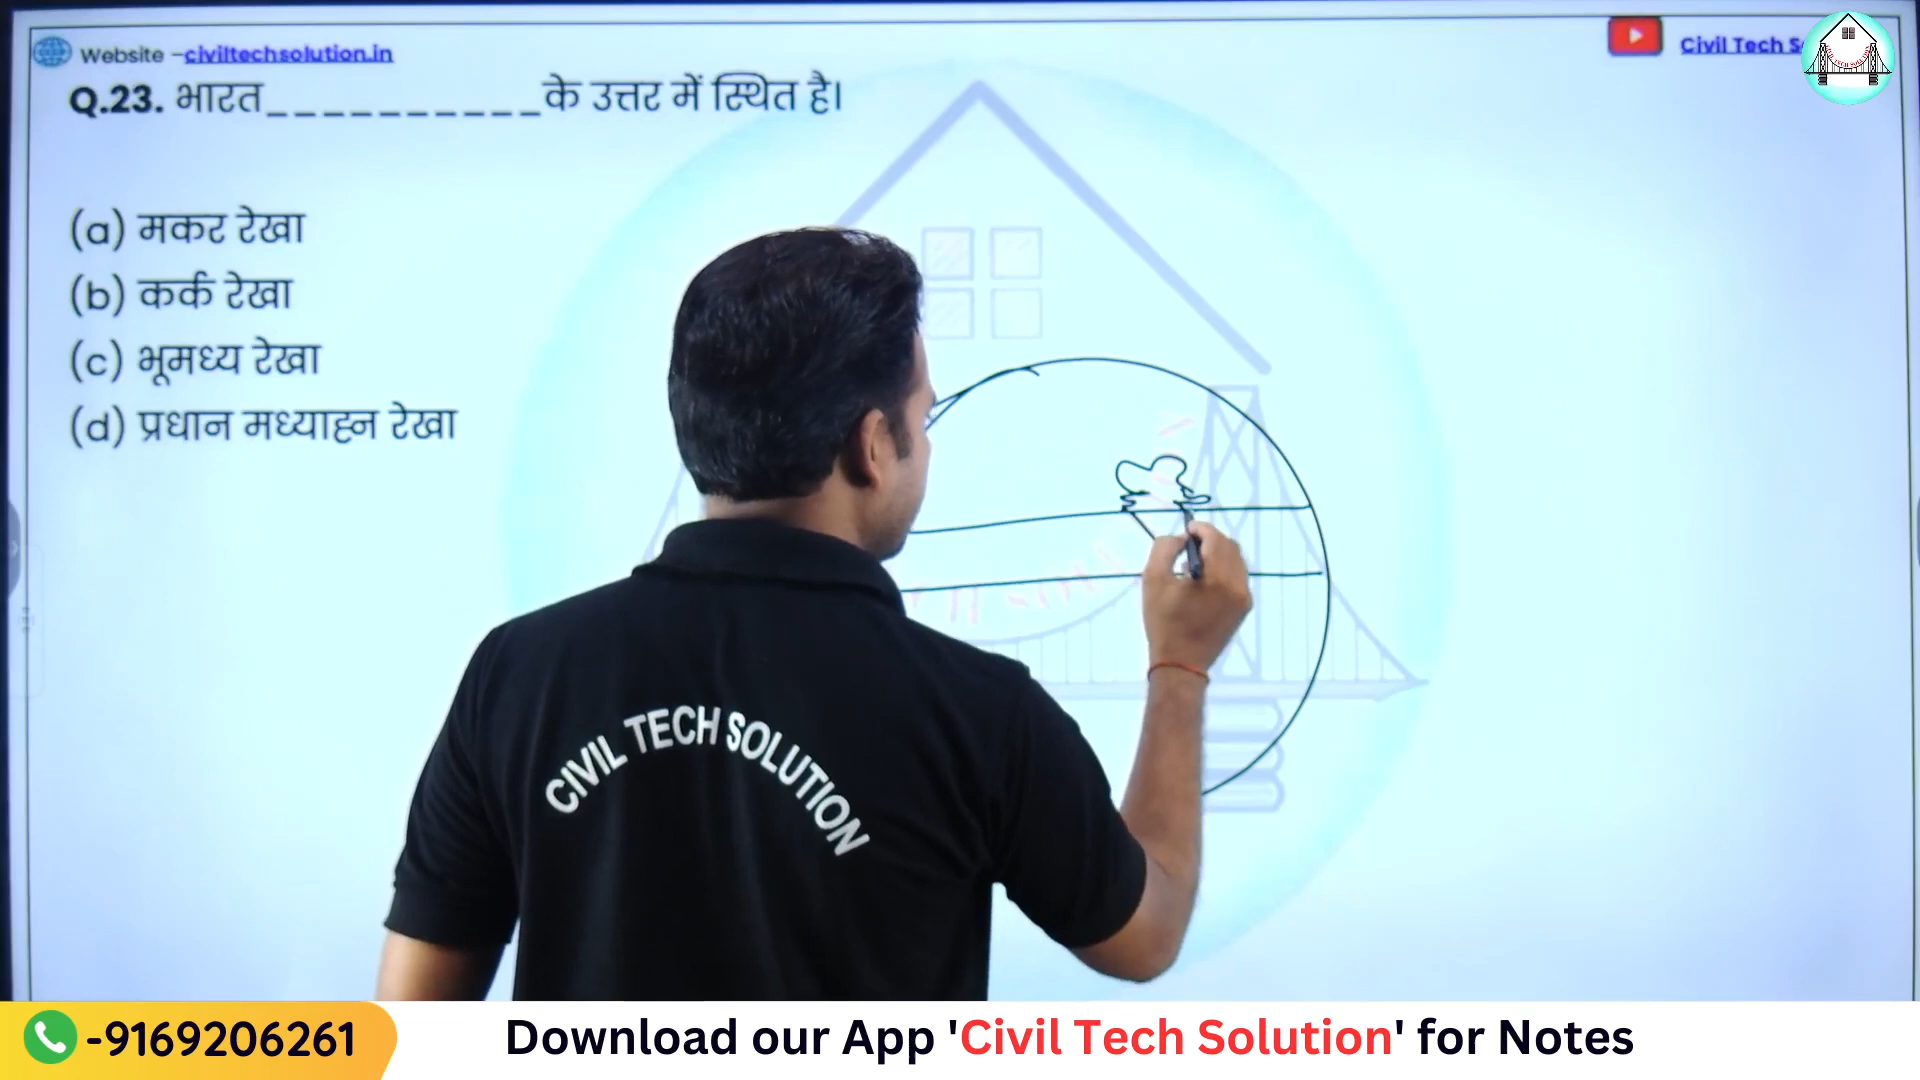 Website –civiltechsolution.in
Civil Tech S
Q.23. भारत__________के उत्तर में स्थित है।
(a) मकर रेखा
(b) कर्क रेखा
(c) भूमध्य रेखा
(d) प्रधान मध्याह्न रेखा
CIVIL TECH SOLUTION
-9169206261
Download our App 'Civil Tech Solution' for Notes